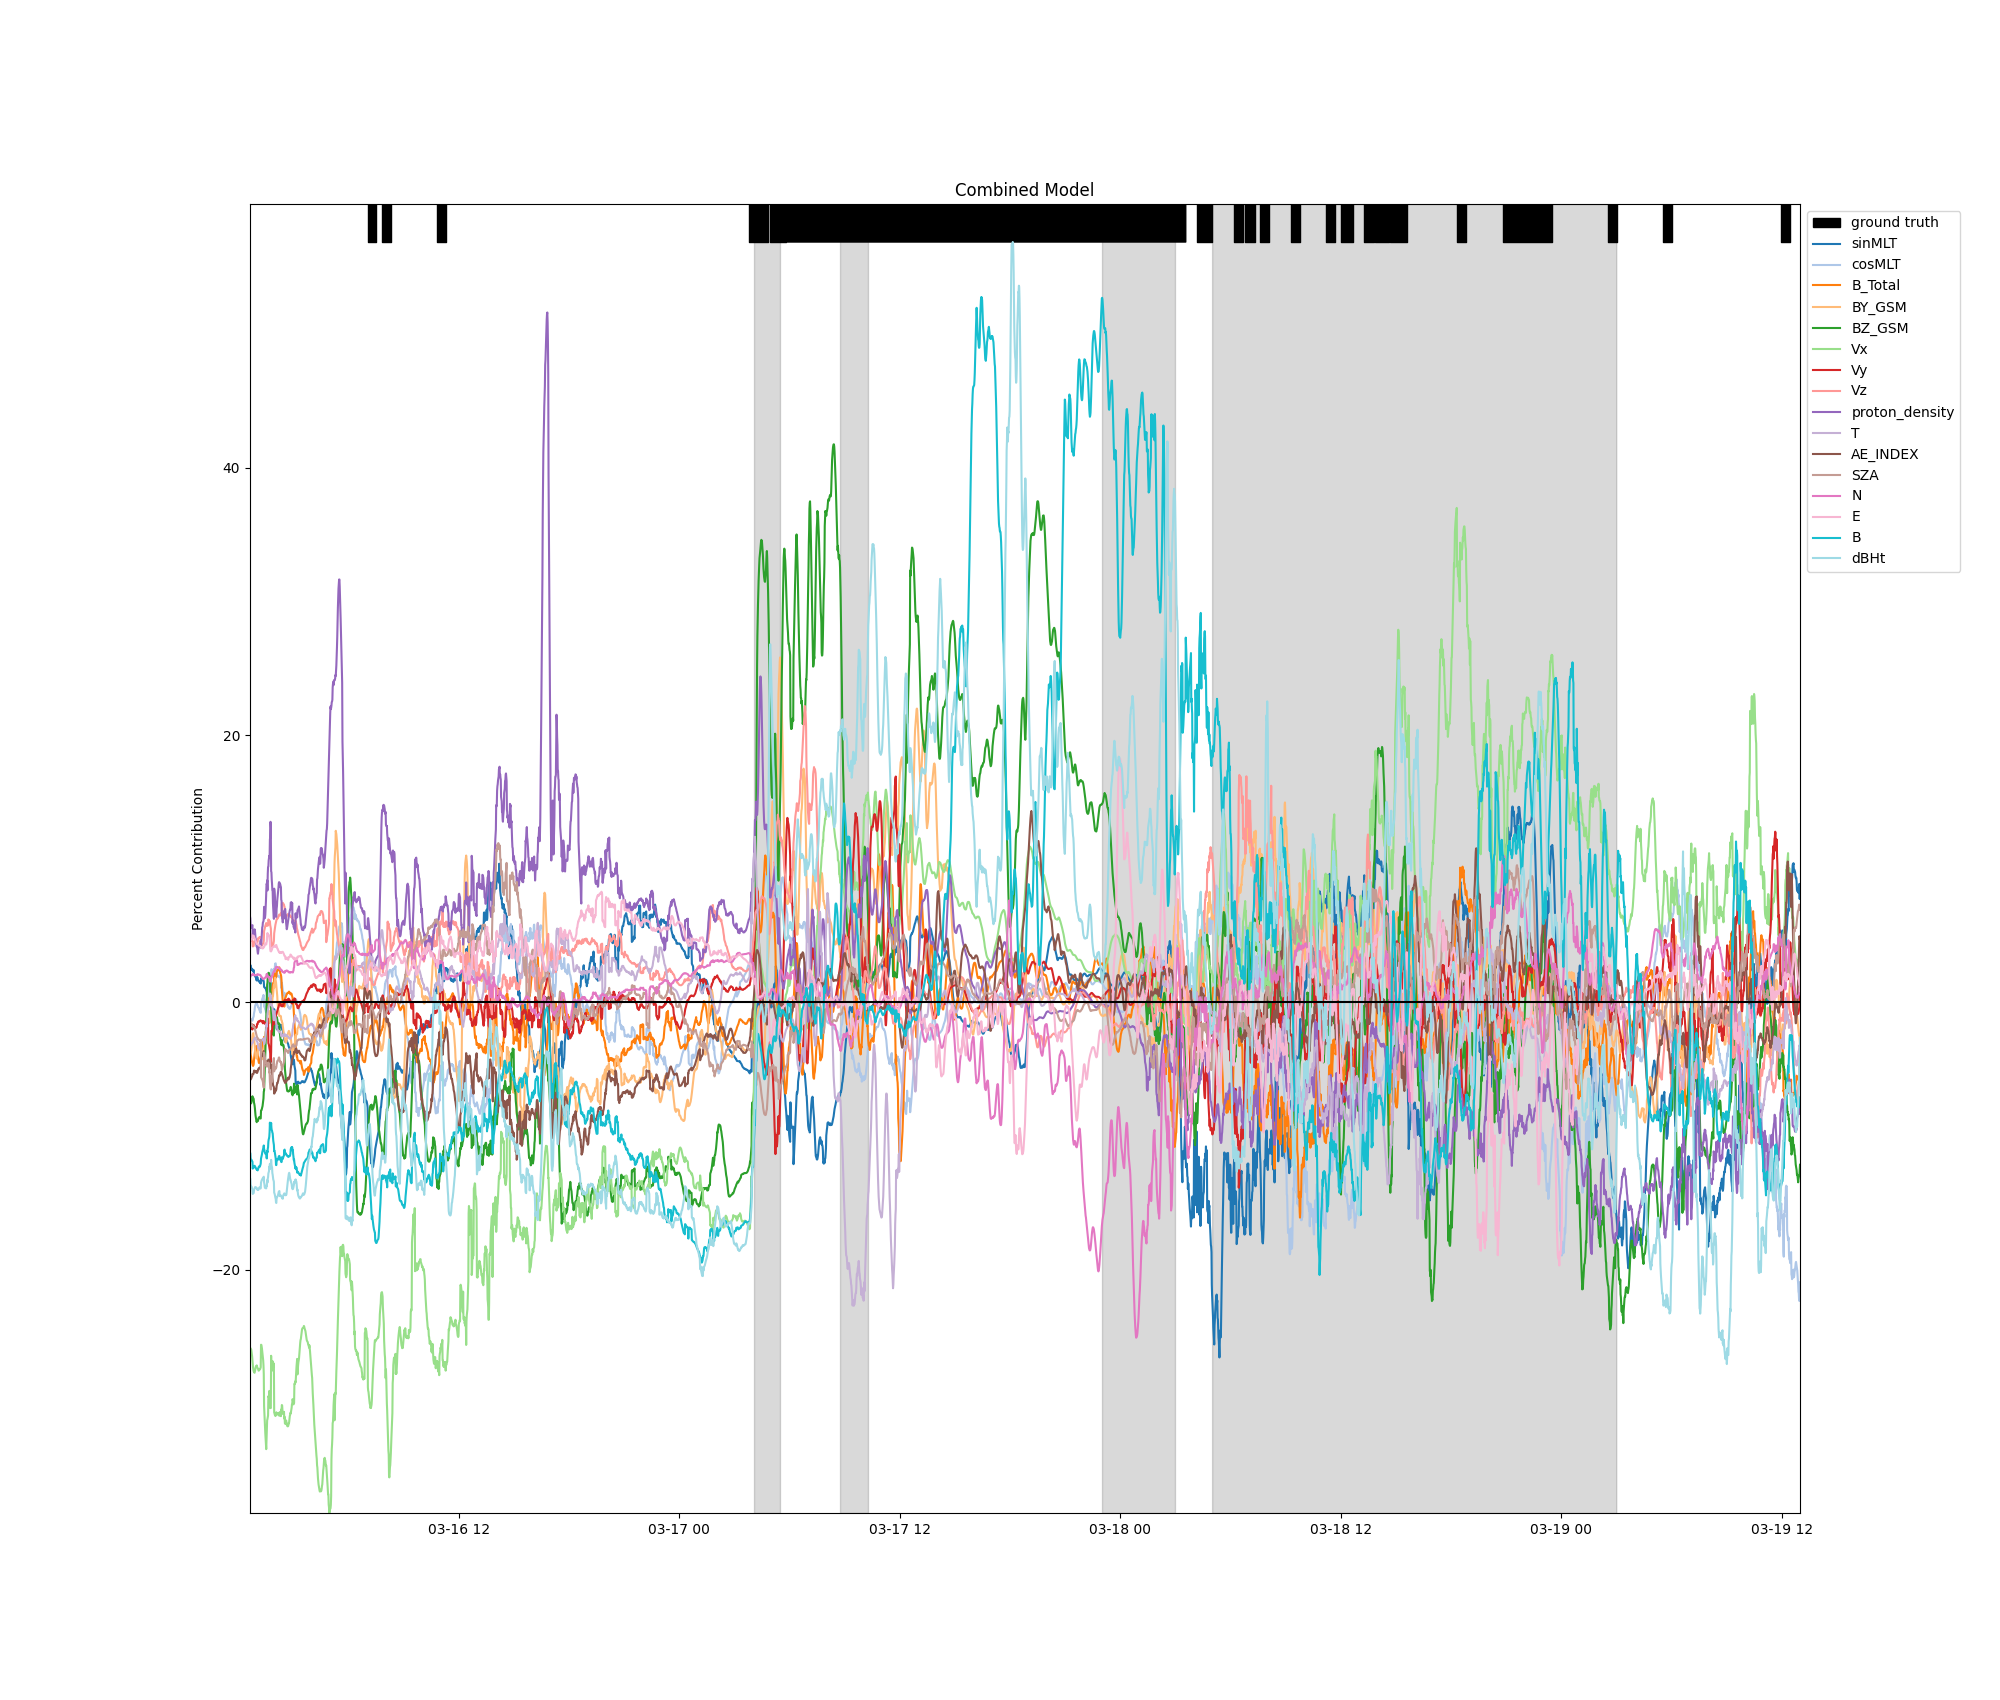 Combined Model
ground truth
sinMLT
cosMLT
B_Total
BY_GSM
BZ_GSM
Vx
Vy
Vz
proton_density
T
AE_INDEX
SZA
N
E
B
dBHt
Percent Contribution
40
20
0
−20
03-16 12
03-17 00
03-17 12
03-18 00
03-18 12
03-19 00
03-19 12